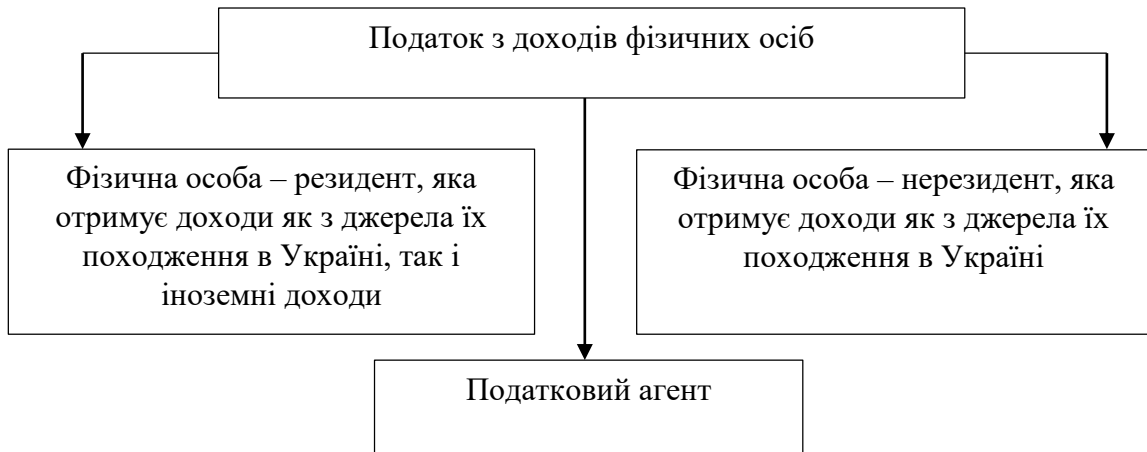 Податок з доходів фізичних осіб
Фізична особа – резидент, яка
отримує доходи як з джерела їх
походження в Україні, так і
іноземні доходи
Фізична особа – нерезидент, яка
отримує доходи як з джерела їх
походження в Україні
Податковий агент